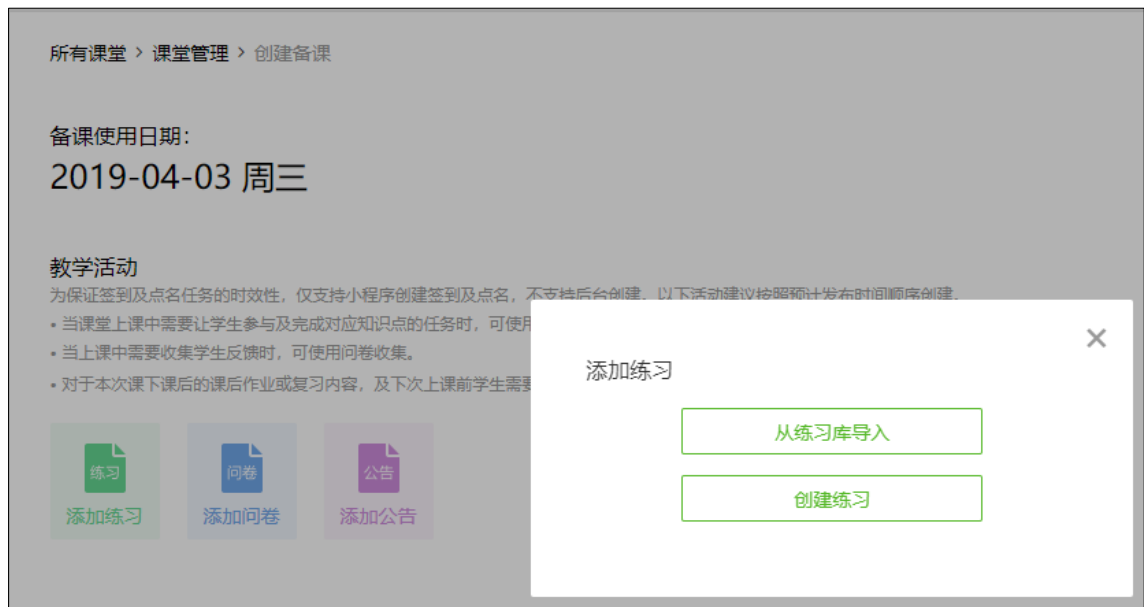 所有课堂 > 课堂管理 > 创建备课
备课使用日期：
2019-04-03 周三
教学活动
为保证签到及点名任务的时效性，仅支持小程序创建签到及点名，不支持后台创建。以下活动建议按照预计发布时间顺序创建。
▪ 当课堂上课中需要让学生参与及完成对应知识点的任务时，可使用
▪ 当上课中需要收集学生反馈时，可使用问卷收集。
▪ 对于本次课下课后的课后作业或复习内容，及下次上课前学生需要
练习
问卷
公告
添加练习
添加问卷
添加公告
×
添加练习
从练习库导入
创建练习